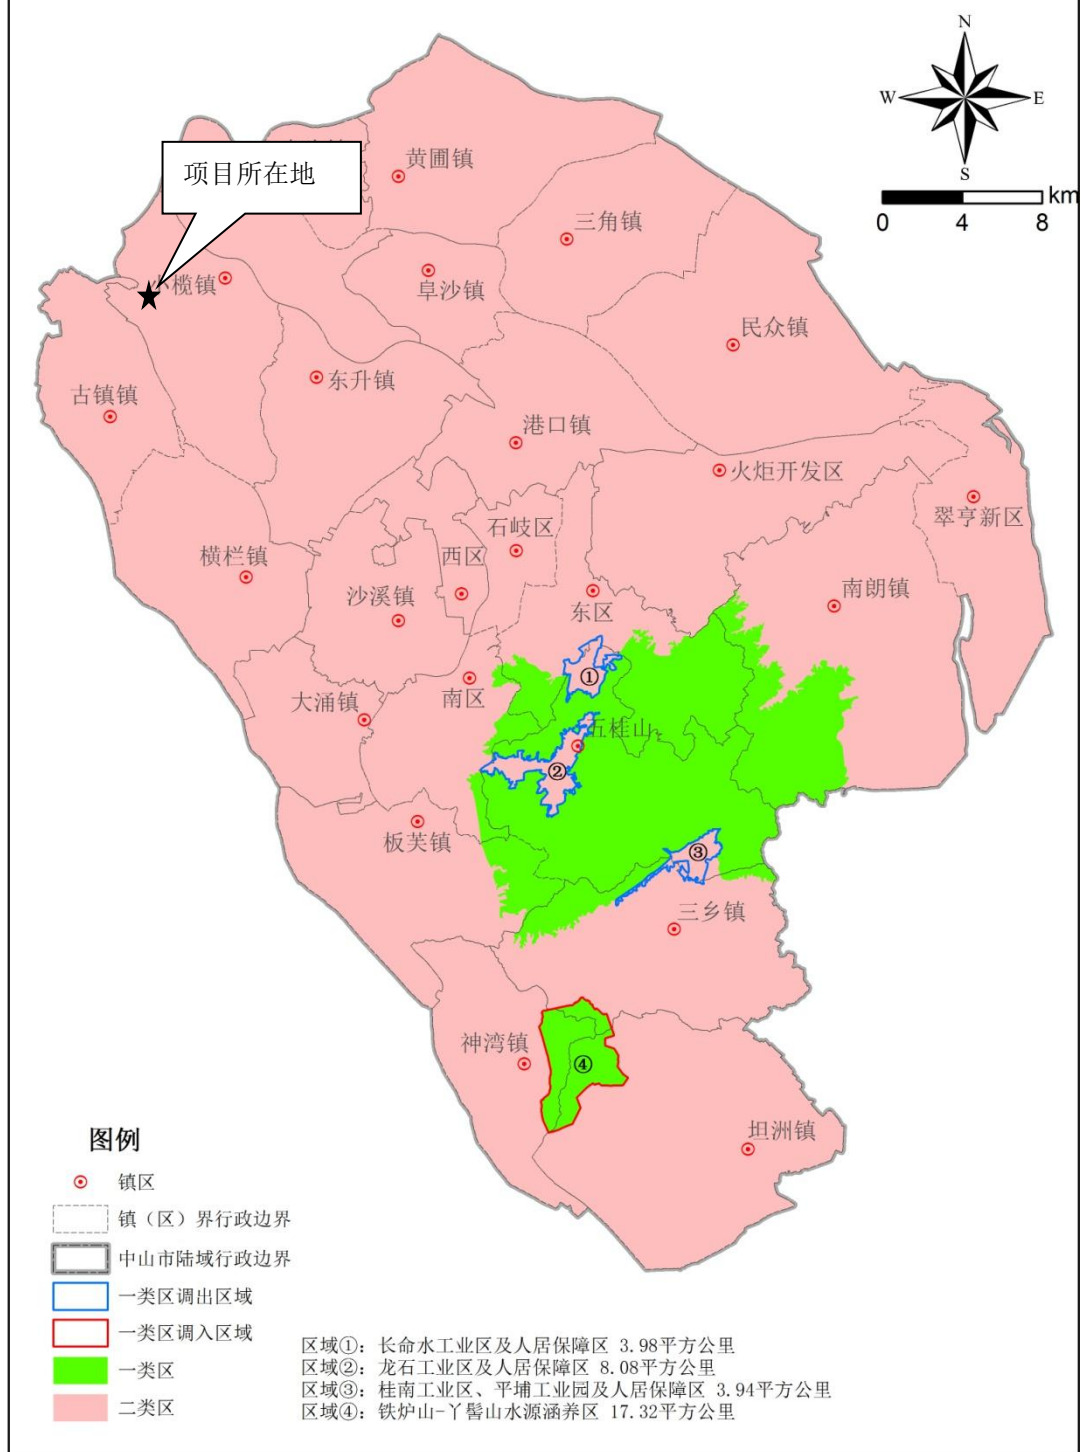 N
W
E
S
km
0 4 8
项目所在地
黄圃镇
三角镇
小榄镇
阜沙镇
民众镇
东升镇
古镇镇
港口镇
火炬开发区
翠亨新区
石岐区
横栏镇
西区
沙溪镇
东区
南朗镇
①
南区
大涌镇
五桂山
②
板芙镇
③
三乡镇
神湾镇
④
坦洲镇
图例
镇区
镇（区）界行政边界
中山市陆域行政边界
一类区调出区域
一类区调入区域
一类区
二类区
区域①：长命水工业区及人居保障区 3.98平方公里
区域②：龙石工业区及人居保障区 8.08平方公里
区域③：桂南工业区、平埔工业园及人居保障区 3.94平方公里
区域④：铁炉山-丫髻山水源涵养区 17.32平方公里